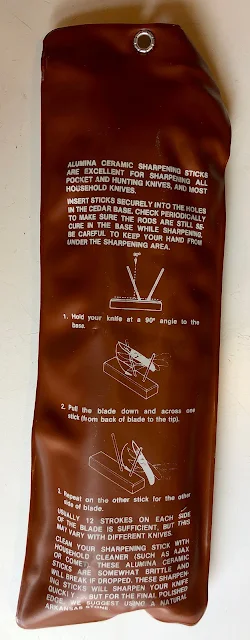 ALUMINA CERAMIC SHARPENING STICKS
ARE EXCELLENT FOR SHARPENING ALL
POCKET AND HUNTING KNIVES, AND MOST
HOUSEHOLD KNIVES.
INSERT STICKS SECURELY INTO THE HOLES
IN THE CEDAR BASE. CHECK PERIODICALLY
TO MAKE SURE THE RODS ARE STILL SE-
CURE IN THE BASE WHILE SHARPENING.
BE CAREFUL TO KEEP YOUR HAND FROM
UNDER THE SHARPENING AREA.
1. Hold your knife at a 90° angle to the
base.
2. Pull the blade down and across one
stick (from back of blade to the tip).
3. Repeat on the other stick for the other
side of blade.
USUALLY 12 STROKES ON EACH SIDE
OF THE BLADE IS SUFFICIENT, BUT THIS
MAY VARY WITH DIFFERENT KNIVES
CLEAN YOUR SHARPENING STICK WITH
HOUSEHOLD CLEANER (SUCH AS AJAX
OR COMET). THESE ALUMINA CERAMIC
STICKS ARE SOMEWHAT BRITTLE AND
WILL BREAK IF DROPPED. THESE SHARPEN-
ING STICKS WILL SHARPEN YOUR KNIFE
QUICKLY, BUT FOR THE FINAL POLISHED
EDGE, WE SUGGEST USING A NATURAL
ARKANSAS STONE